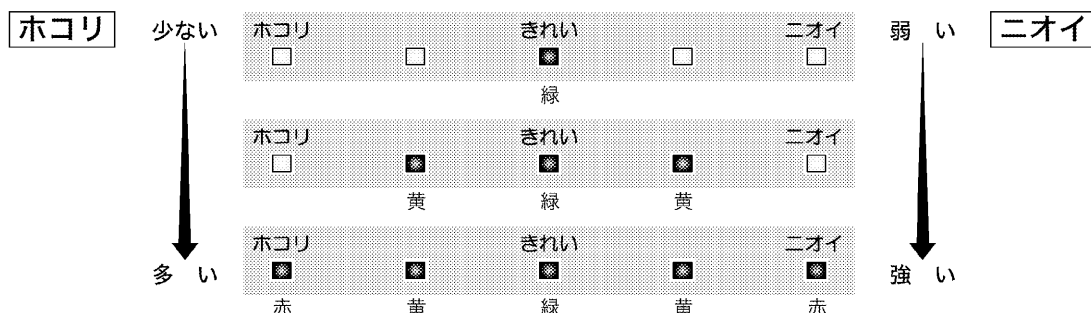 ホコリ 少ない ホコリ きれい ニオイ 弱い ニオイ
緑
ホコリ きれい ニオイ
黄 緑 黄
ホコリ きれい ニオイ
多い 強い
赤 黄 緑 黄 赤